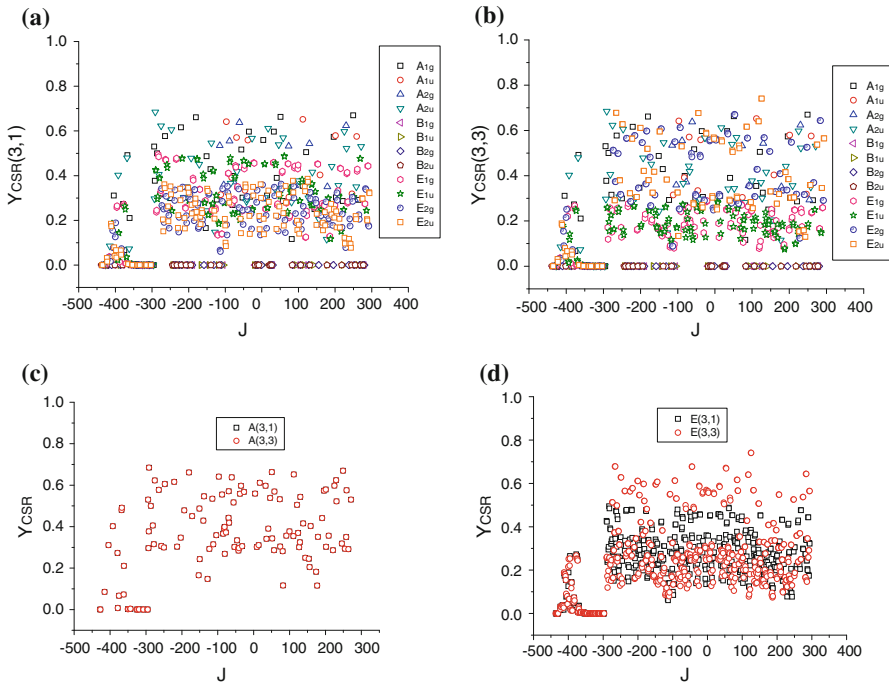 (a)
1.0
0.8
0.6
0.4
0.2
0.0
YCSR(3,1)
-500 -400 -300 -200 -100 0 100 200 300 400
J
A1g
A1u
A2g
A2u
B1g
B1u
B2g
B2u
E1g
E1u
E2g
E2u
(b)
1.0
0.8
0.6
0.4
0.2
0.0
YCSR(3,3)
-500 -400 -300 -200 -100 0 100 200 300 400
J
A1g
A1u
A2g
A2u
B1g
B1u
B2g
B2u
E1g
E1u
E2g
E2u
(c)
1.0
0.8
0.6
0.4
0.2
0.0
YCSR
-500 -400 -300 -200 -100 0 100 200 300
J
A(3,1)
A(3,3)
(d)
1.0
0.8
0.6
0.4
0.2
0.0
YCSR
-500 -400 -300 -200 -100 0 100 200 300 400
J
E(3,1)
E(3,3)